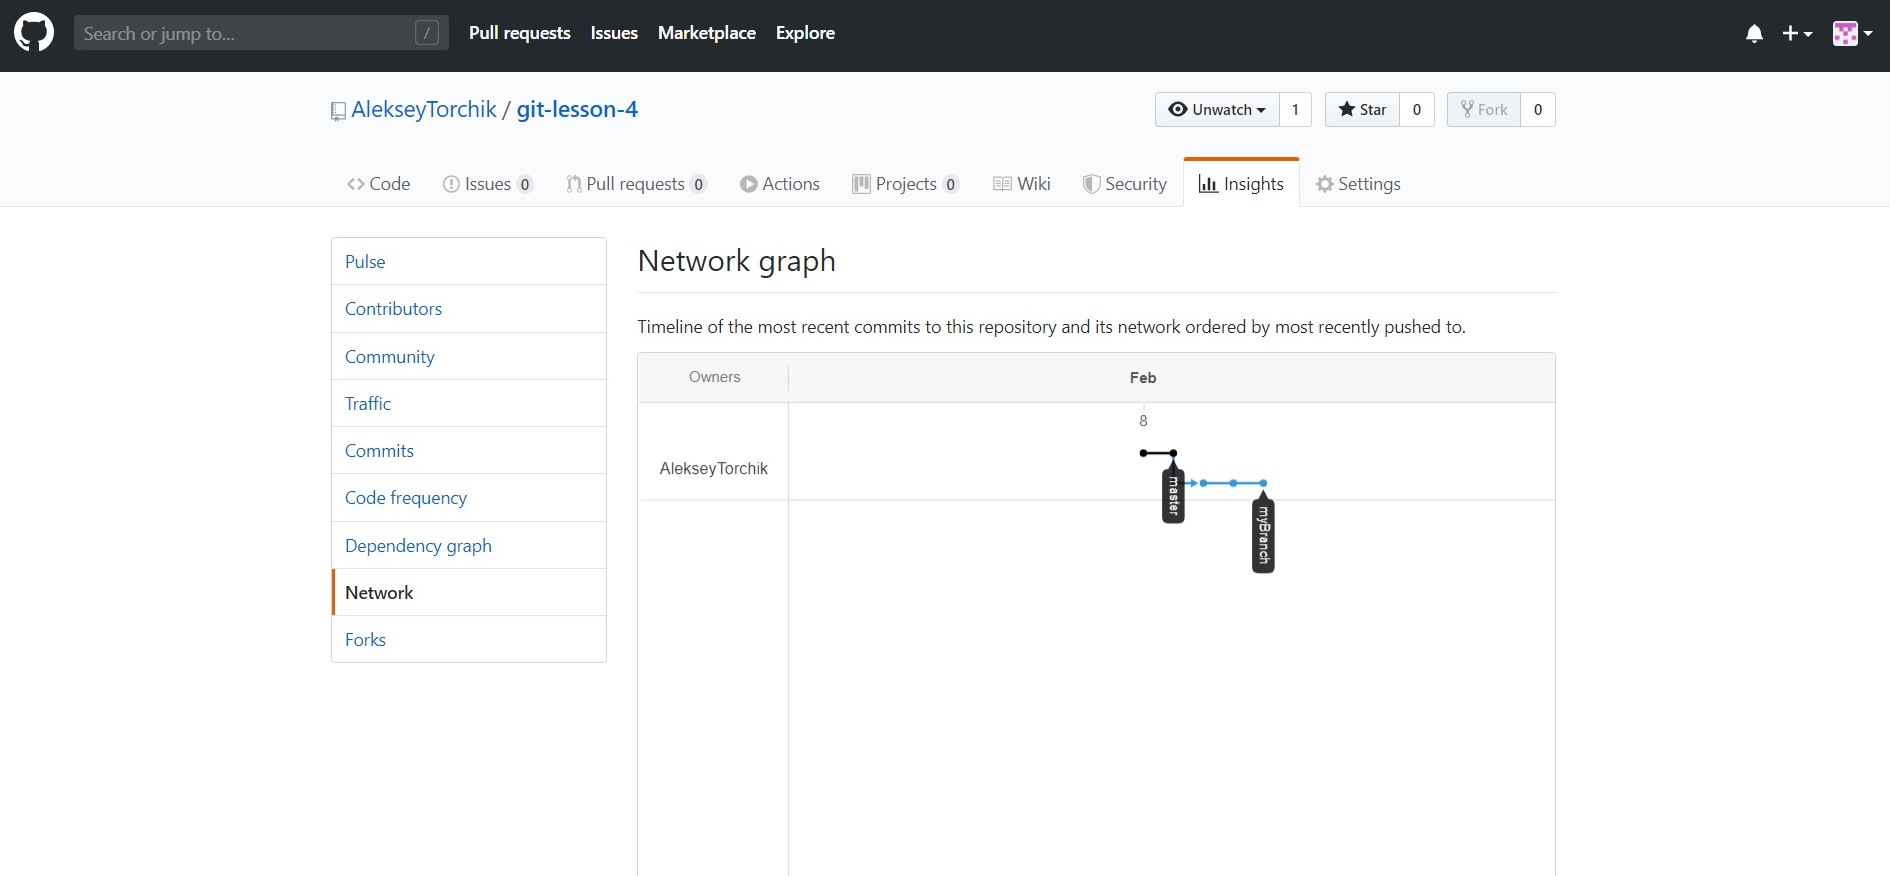 Search or jump to... /
Pull requests Issues Marketplace Explore
AlekseyTorchik / git-lesson-4
Unwatch 1 Star 0 Fork 0
Code Issues 0 Pull requests 0 Actions Projects 0 Wiki Security Insights Settings
Pulse
Contributors
Community
Traffic
Commits
Code frequency
Dependency graph
Network
Forks
Network graph
Timeline of the most recent commits to this repository and its network ordered by most recently pushed to.
Owners Feb
8
AlekseyTorchik
master
myBranch